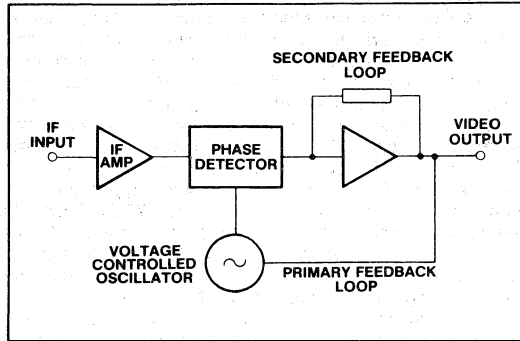 SECONDARY FEEDBACK
LOOP
IF
INPUT
IF
AMP
PHASE
DETECTOR
VIDEO
OUTPUT
VOLTAGE
CONTROLLED
OSCILLATOR
PRIMARY FEEDBACK
LOOP